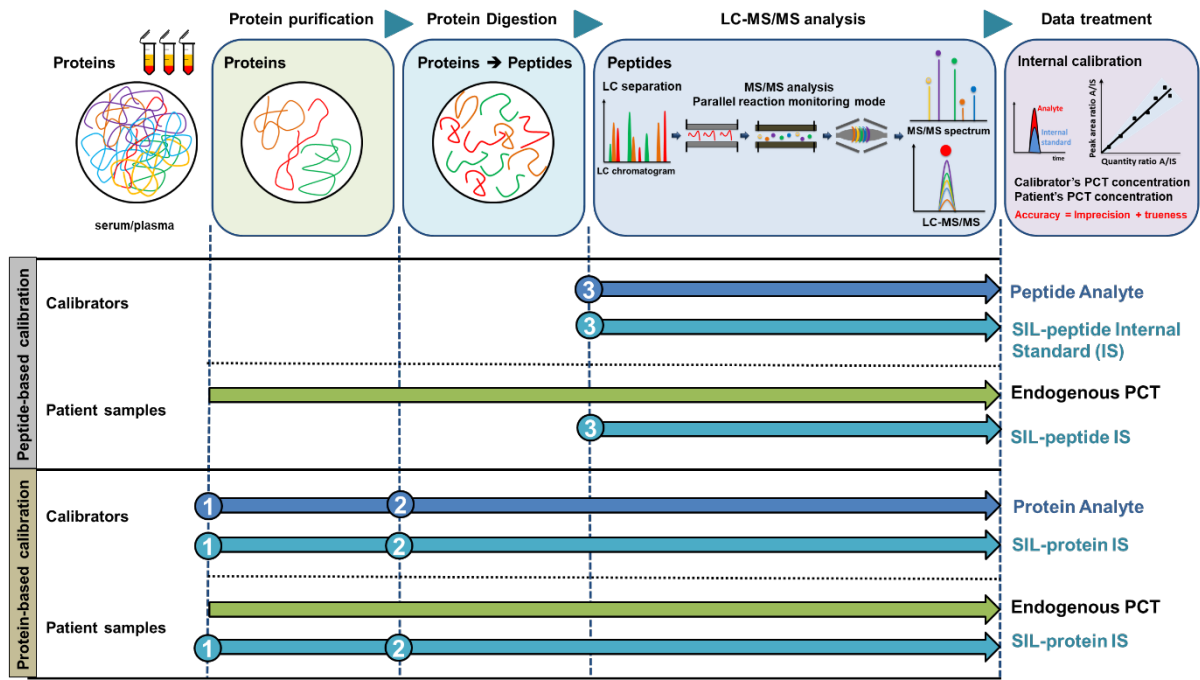 Protein purification
Protein Digestion
LC-MS/MS analysis
Data treatment
Proteins
serum/plasma
Proteins
Proteins ➔ Peptides
Peptides
LC separation
LC chromatogram
MS/MS analysis
Parallel reaction monitoring mode
MS/MS spectrum
LC-MS/MS
Internal calibration
Analyte
Internal
standard
time
Peak area ratio A/IS
Quantity ratio A/IS
Calibrator's PCT concentration
Patient's PCT concentration
Accuracy = Imprecision + trueness
Peptide-based calibration
Calibrators
3
Peptide Analyte
3
SIL-peptide Internal
Standard (IS)
Patient samples
Endogenous PCT
3
SIL-peptide IS
Protein-based calibration
Calibrators
1
2
Protein Analyte
1
2
SIL-protein IS
Patient samples
Endogenous PCT
1
2
SIL-protein IS